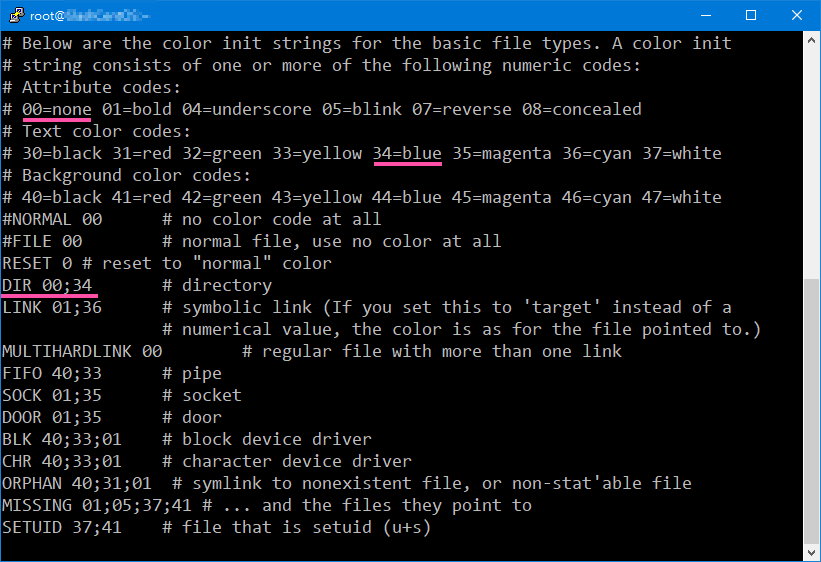 root@
# Below are the color init strings for the basic file types. A color init
# string consists of one or more of the following numeric codes:
# Attribute codes:
# 00=none 01=bold 04=underscore 05=blink 07=reverse 08=concealed
# Text color codes:
# 30=black 31=red 32=green 33=yellow 34=blue 35=magenta 36=cyan 37=white
# Background color codes:
# 40=black 41=red 42=green 43=yellow 44=blue 45=magenta 46=cyan 47=white
#NORMAL 00      # no color code at all
#FILE 00        # normal file, use no color at all
RESET 0 # reset to "normal" color
DIR 00;34       # directory
LINK 01;36      # symbolic link (If you set this to 'target' instead of a
                # numerical value, the color is as for the file pointed to.)
MULTIHARDLINK 00        # regular file with more than one link
FIFO 40;33      # pipe
SOCK 01;35      # socket
DOOR 01;35      # door
BLK 40;33;01    # block device driver
CHR 40;33;01    # character device driver
ORPHAN 40;31;01  # symlink to nonexistent file, or non-stat'able file
MISSING 01;05;37;41 # ... and the files they point to
SETUID 37;41    # file that is setuid (u+s)